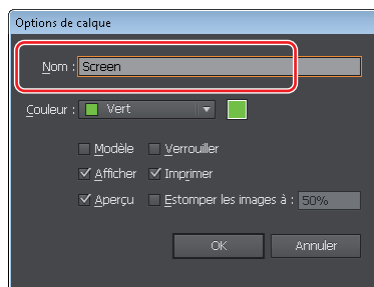 Options de calque
Nom : Screen
Couleur : Vert
Modèle Verrouiller
Afficher Imprimer
Aperçu Estomper les images à : 50%
OK Annuler